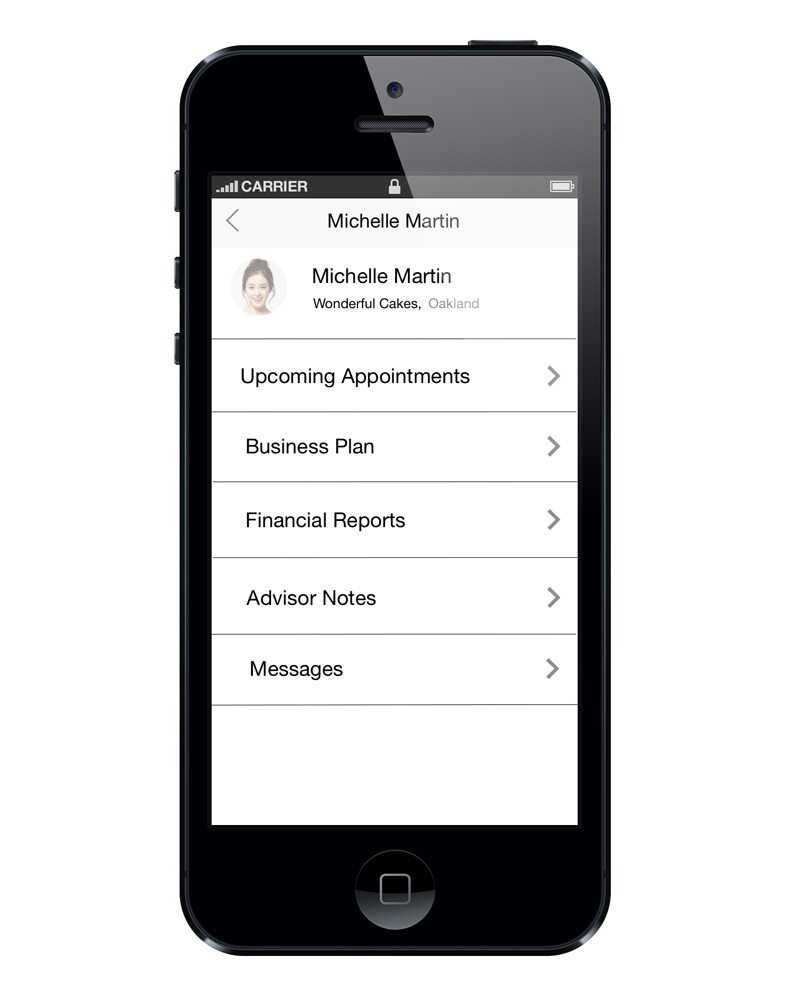 CARRIER
Michelle Martin
Michelle Martin
Wonderful Cakes, Oakland
Upcoming Appointments
Business Plan
Financial Reports
Advisor Notes
Messages